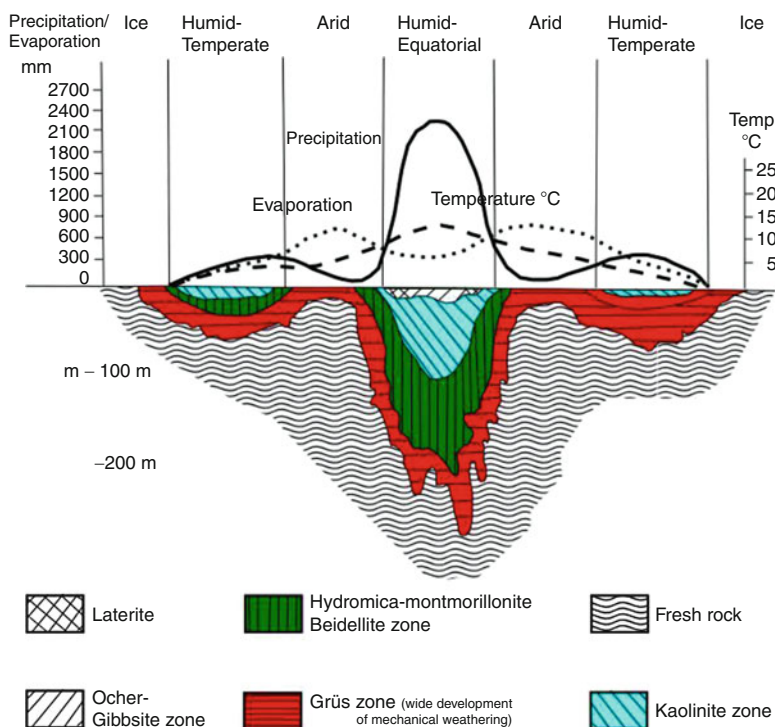 Precipitation/
Evaporation
mm
Ice
Humid-
Temperate
Arid
Humid-
Equatorial
Arid
Humid-
Temperate
Ice
2700
2400
2100
1800
1500
1200
900
600
300
0
Precipitation
Evaporation
Temperature °C
Temp
°C
25
20
15
10
5
m – 100 m
–200 m
Laterite
Hydromica-montmorillonite
Beidellite zone
Fresh rock
Ocher-
Gibbsite zone
Grüs zone (wide development
of mechanical weathering)
Kaolinite zone